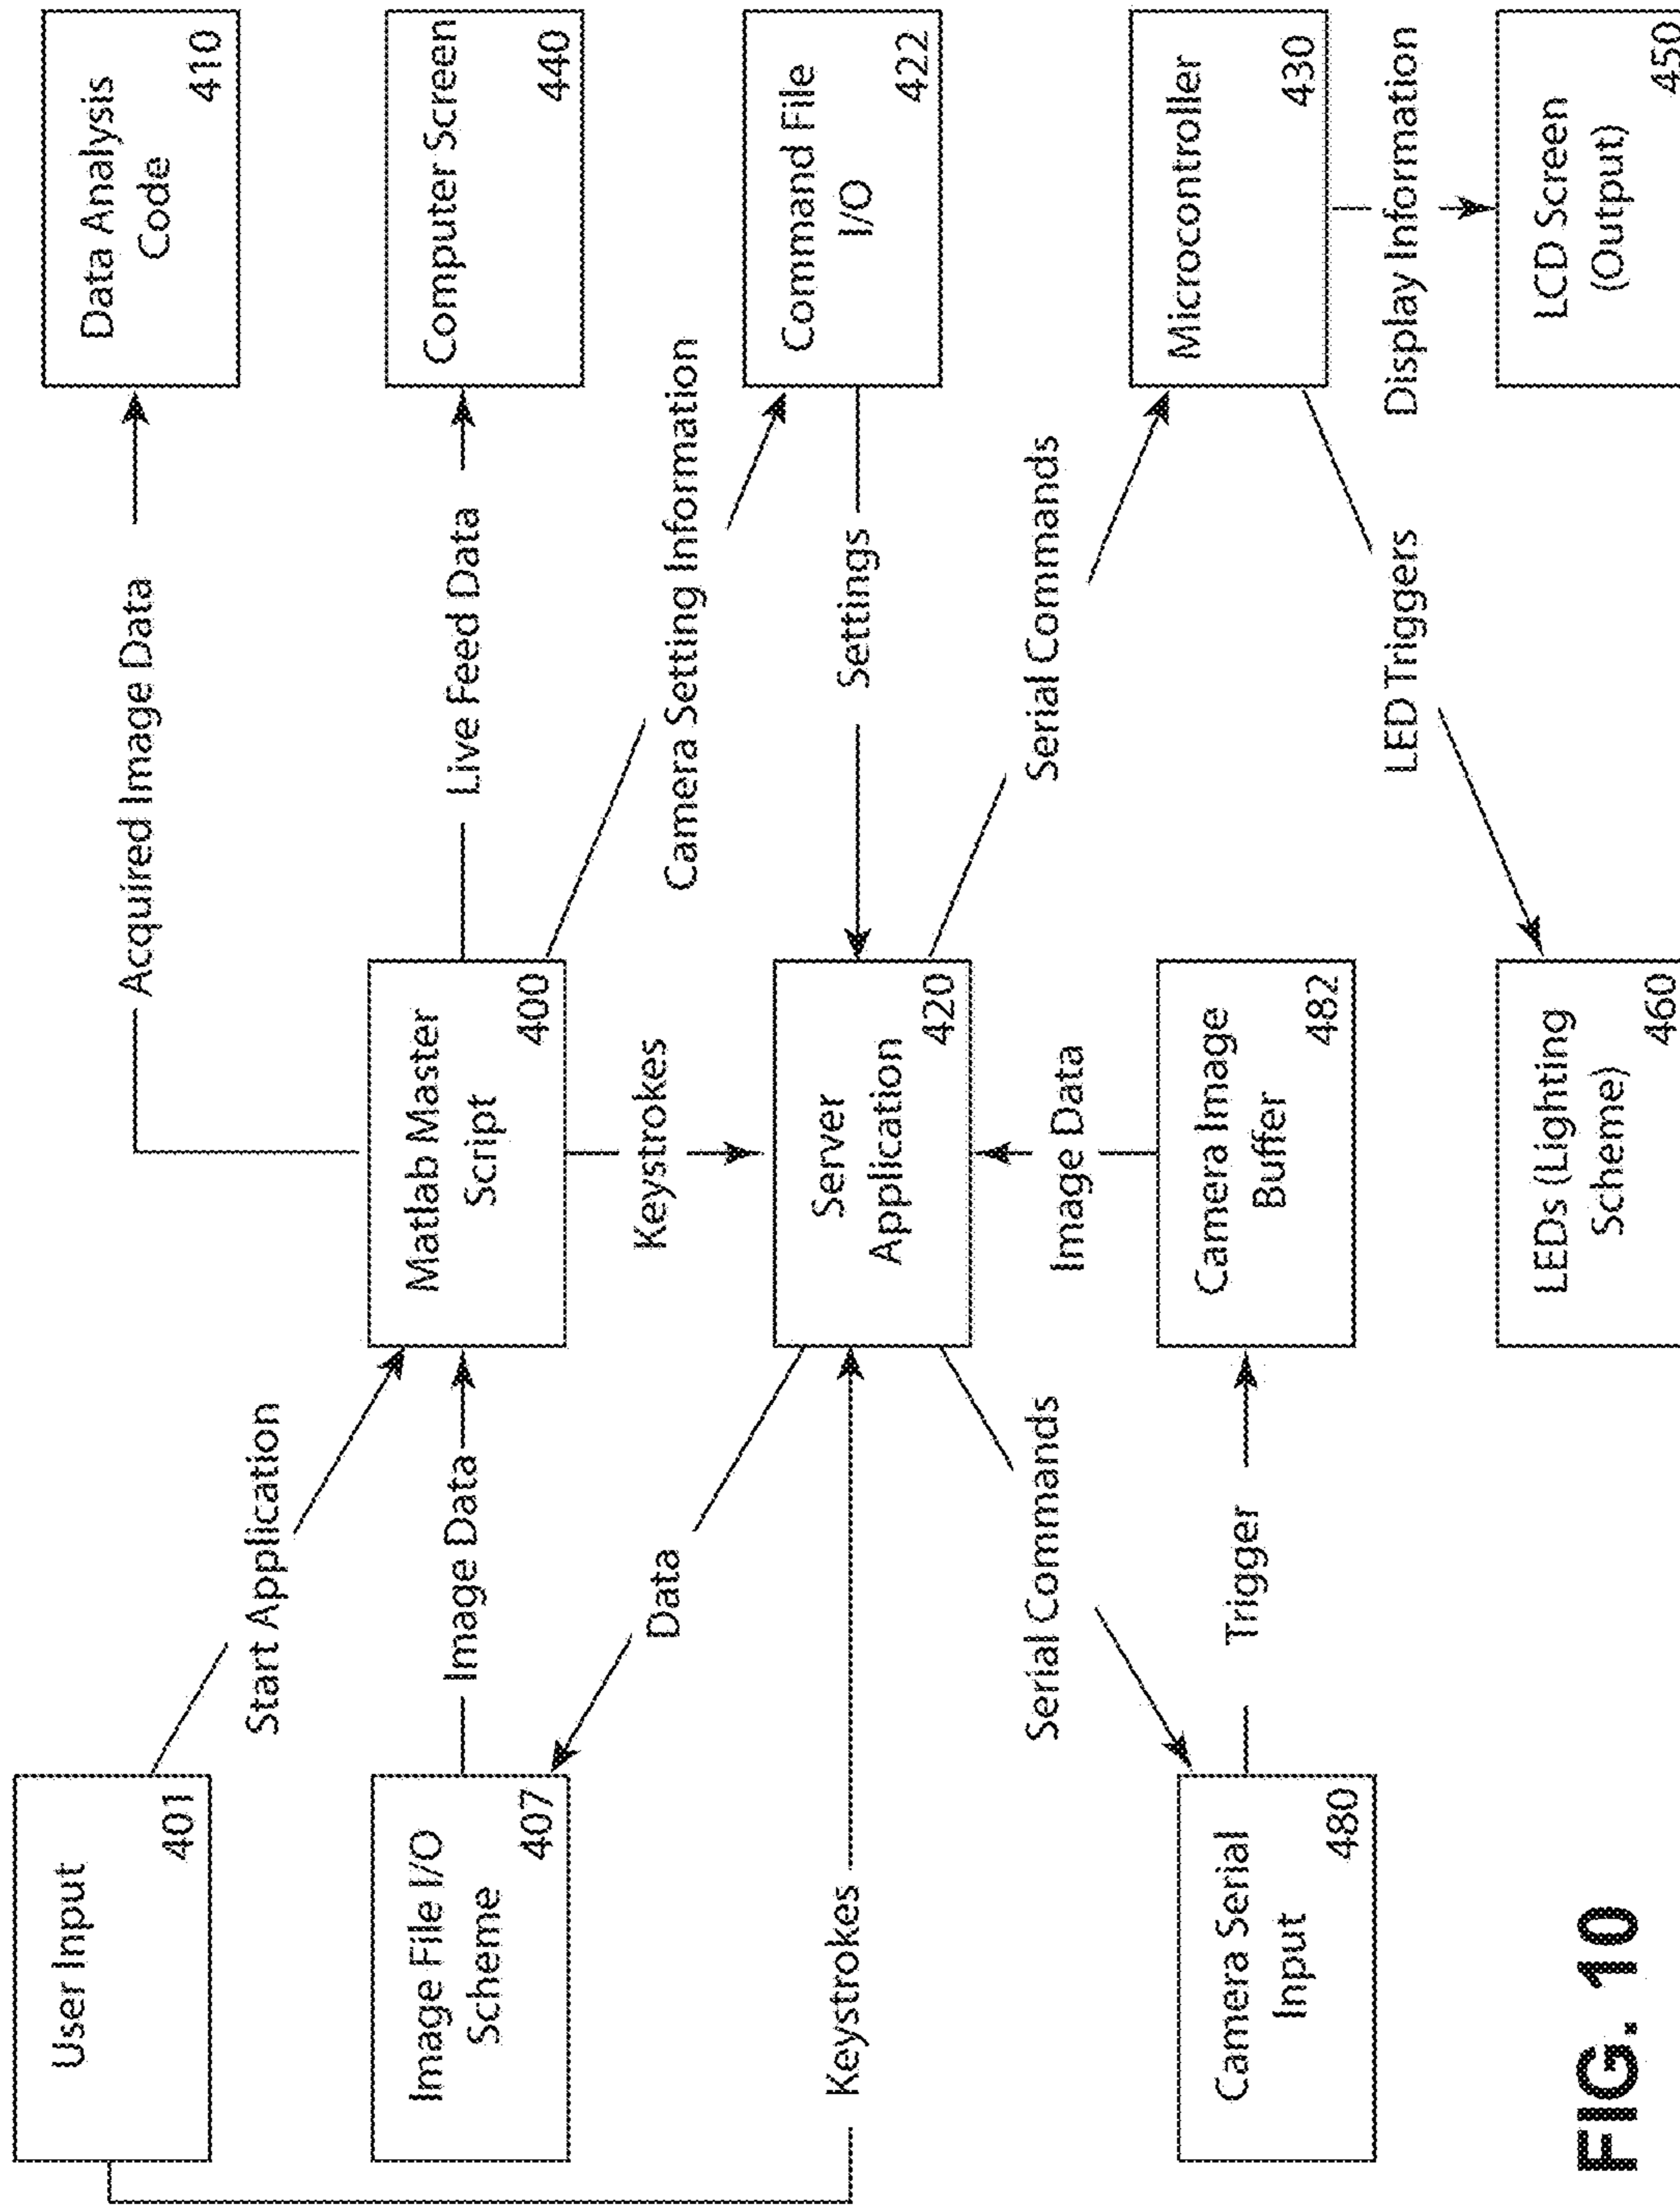 User Input
401
Start Application
Acquired Image Data
Data Analysis
Code
410
Image File I/O
Scheme
407
Image Data
Matlab Master
Script
400
Live Feed Data
Computer Screen
440
Data
Keystrokes
Camera Setting Information
Keystrokes
Server
Application
420
Settings
Command File
I/O
422
Serial Commands
Image Data
Serial Commands
Camera Serial
Input
480
Trigger
Camera Image
Buffer
482
Microcontroller
430
LED Triggers
Display Information
LEDs (Lighting
Scheme)
460
LCD Screen
(Output)
450
FIG. 10